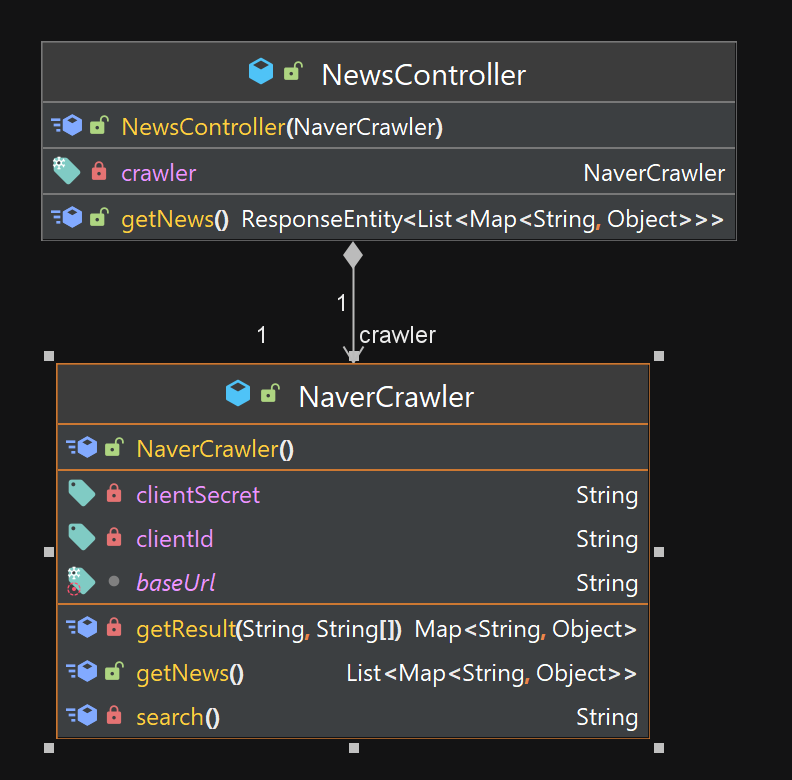 NewsController
NewsController(NaverCrawler)
crawler NaverCrawler
getNews() ResponseEntity<List<Map<String, Object>>>
1
1 crawler
NaverCrawler
NaverCrawler()
clientSecret String
clientId String
baseUrl String
getResult(String, String[]) Map<String, Object>
getNews() List<Map<String, Object>>
search() String